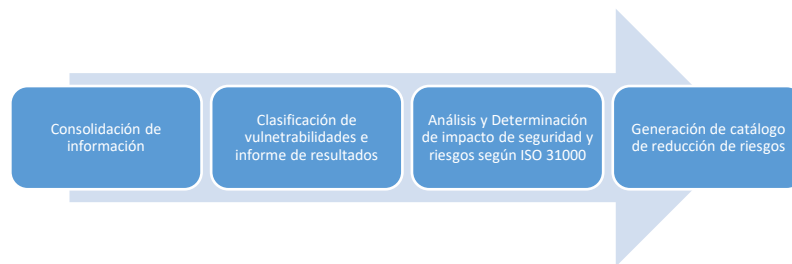 Consolidación de
información
Clasificación de
vulnetrabilidades e
informe de resultados
Análisis y Determinación
de impacto de seguridad y
riesgos según ISO 31000
Generación de catálogo
de reducción de riesgos